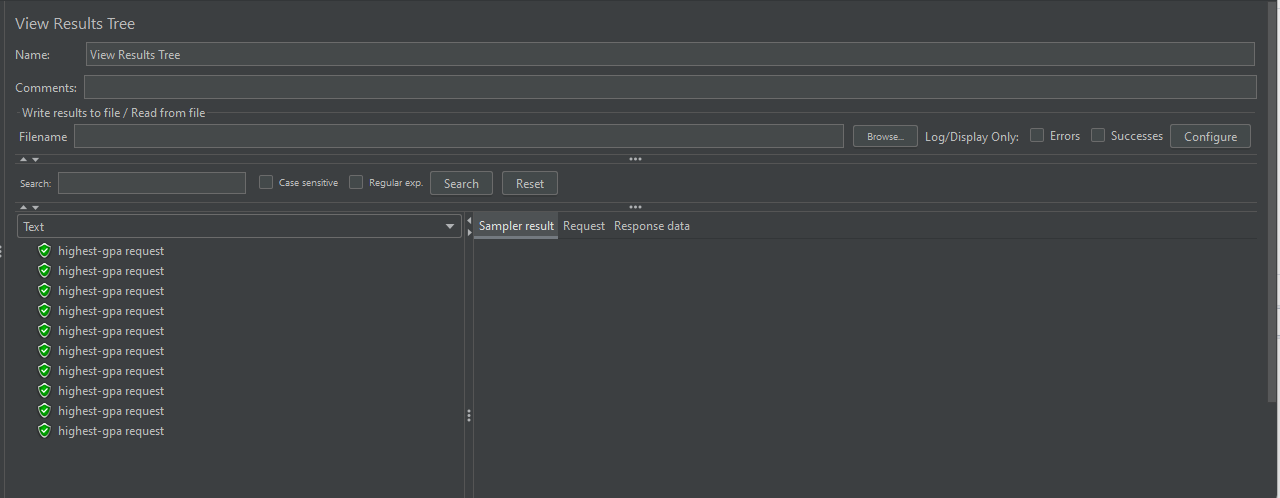 View Results Tree
Name: View Results Tree
Comments:
Write results to file / Read from file
Filename Browse... Log/Display Only: Errors Successes Configure
Search: Case sensitive Regular exp. Search Reset
Text Sampler result Request Response data
highest-gpa request
highest-gpa request
highest-gpa request
highest-gpa request
highest-gpa request
highest-gpa request
highest-gpa request
highest-gpa request
highest-gpa request
highest-gpa request